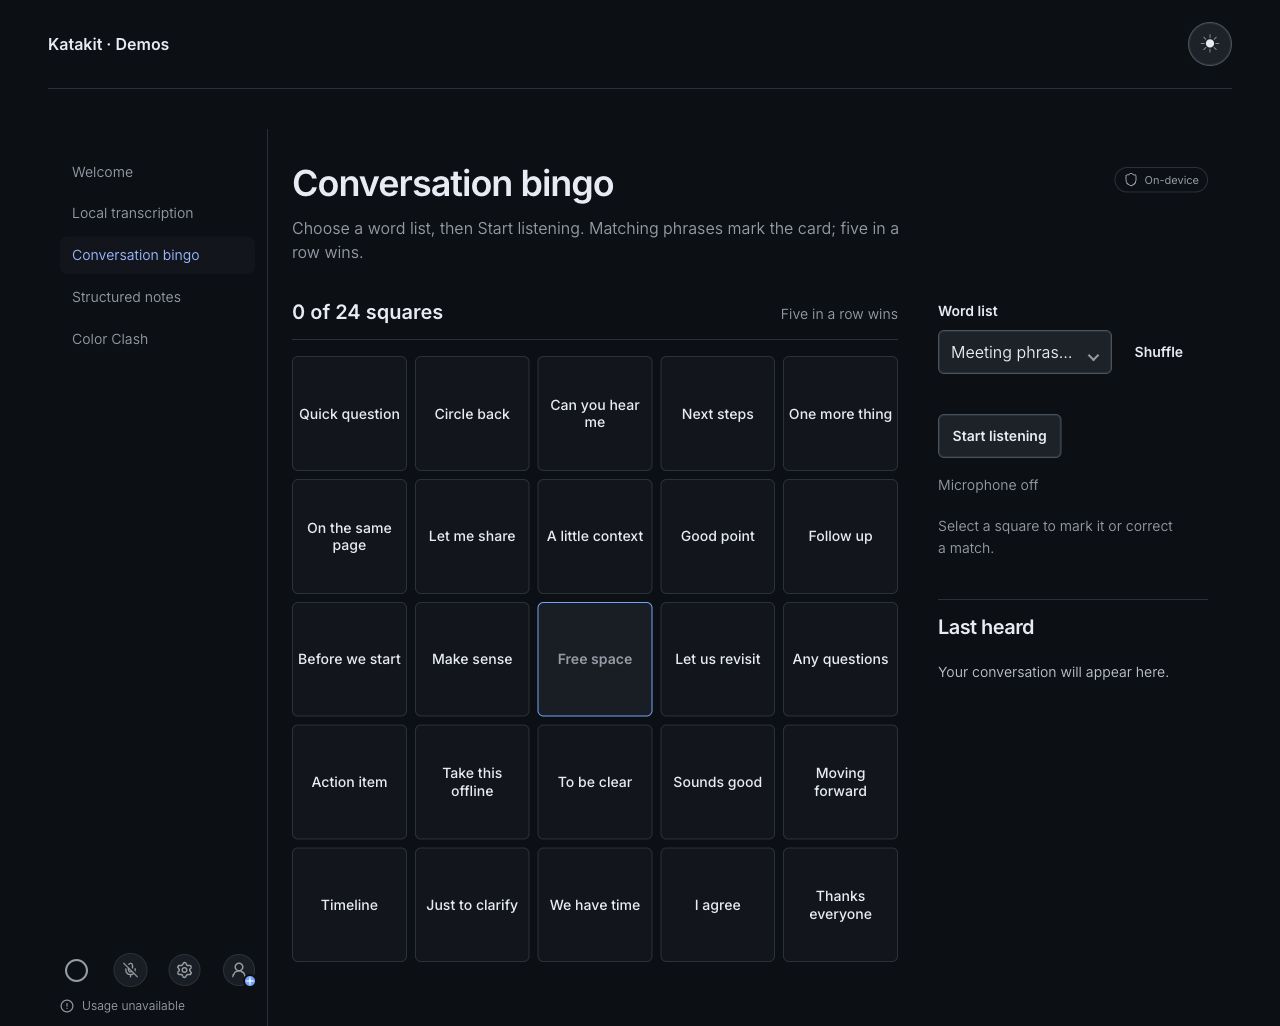 Katakit · Demos
Welcome
Local transcription
Conversation bingo
Structured notes
Color Clash
Usage unavailable
Conversation bingo
On-device
Choose a word list, then Start listening. Matching phrases mark the card; five in a
row wins.
0 of 24 squares
Five in a row wins
Quick question
Circle back
Can you hear
me
Next steps
One more thing
On the same
page
Let me share
A little context
Good point
Follow up
Before we start
Make sense
Free space
Let us revisit
Any questions
Action item
Take this
offline
To be clear
Sounds good
Moving
forward
Timeline
Just to clarify
We have time
I agree
Thanks
everyone
Word list
Meeting phras...
Shuffle
Start listening
Microphone off
Select a square to mark it or correct
a match.
Last heard
Your conversation will appear here.